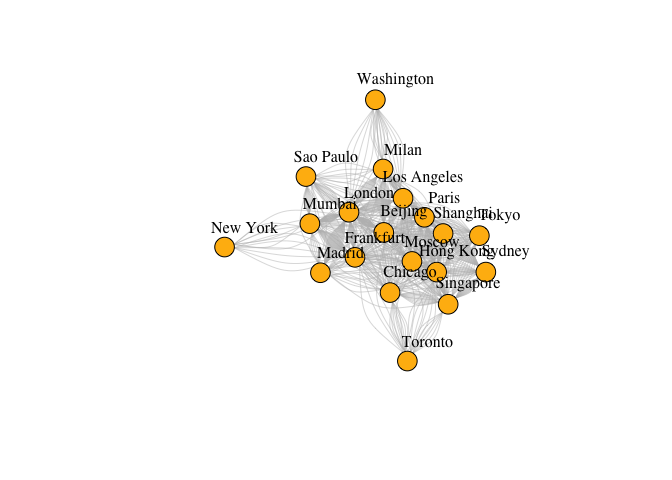 Washington
Milan
Sao Paulo
Los Angeles
London
Paris
Mumbai
Beijing
Shanghai
Tokyo
New York
Frankfurt
Moscow
Madrid
Hong Kong
Sydney
Chicago
Singapore
Toronto